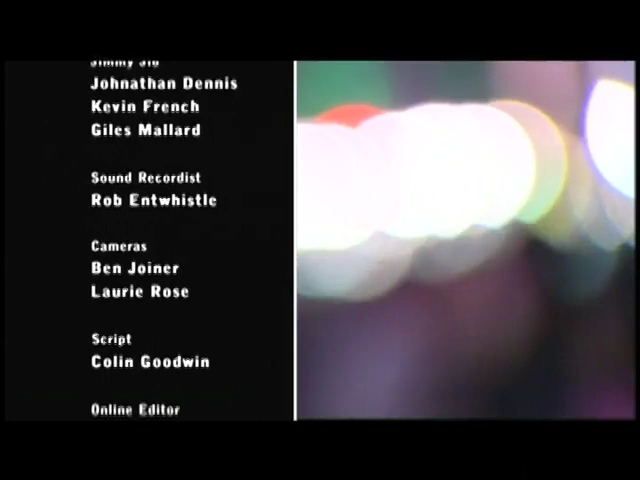 Johnathan Dennis
Kevin French
Giles Mallard
Sound Recordist
Rob Entwhistle
Cameras
Ben Joiner
Laurie Rose
Script
Colin Goodwin
Online Editor